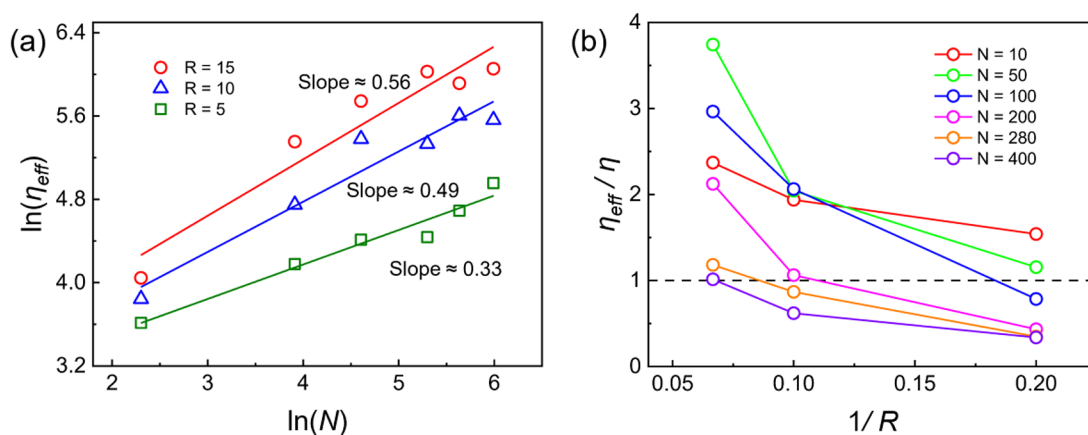 (a)
6.4
5.6
4.8
4.0
3.2
ln(η_eff)
R = 15
R = 10
R = 5
Slope ≈ 0.56
Slope ≈ 0.49
Slope ≈ 0.33
2 3 4 5 6
ln(N)
(b)
4
3
2
1
0
η_eff / η
N = 10
N = 50
N = 100
N = 200
N = 280
N = 400
0.05 0.10 0.15 0.20
1/ R